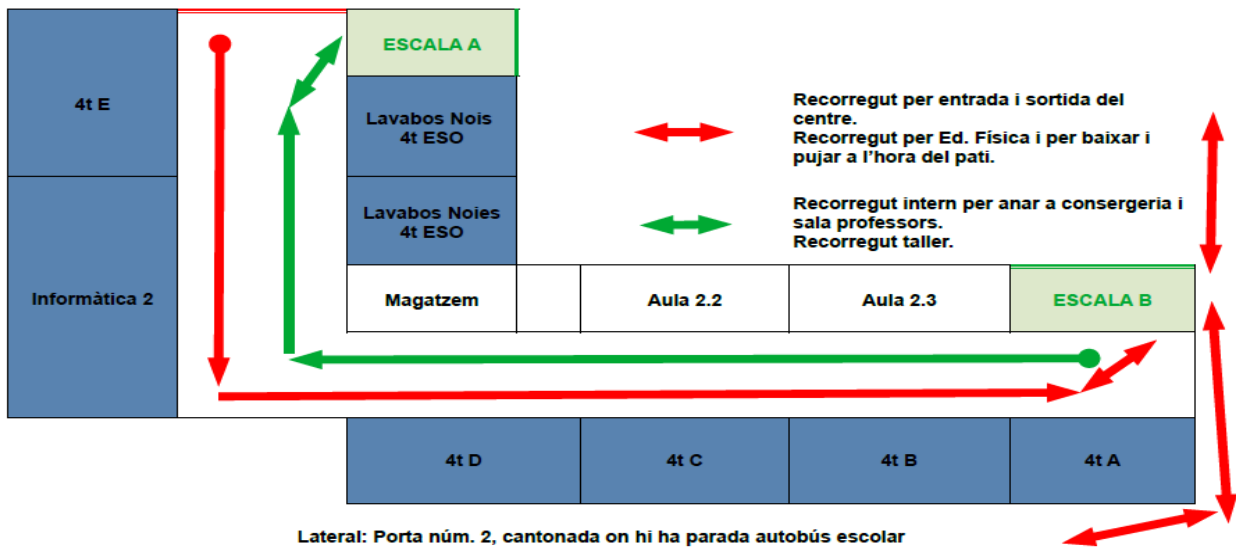 ESCALA A
4t E
Lavabos Nois
4t ESO
Recorregut per entrada i sortida del
centre.
Recorregut per Ed. Física i per baixar i
pujar a l'hora del pati.
Lavabos Noies
4t ESO
Recorregut intern per anar a consergeria i
sala professors.
Recorregut taller.
Informàtica 2
Magatzem
Aula 2.2
Aula 2.3
ESCALA B
4t D
4t C
4t B
4t A
Lateral: Porta núm. 2, cantonada on hi ha parada autobús escolar